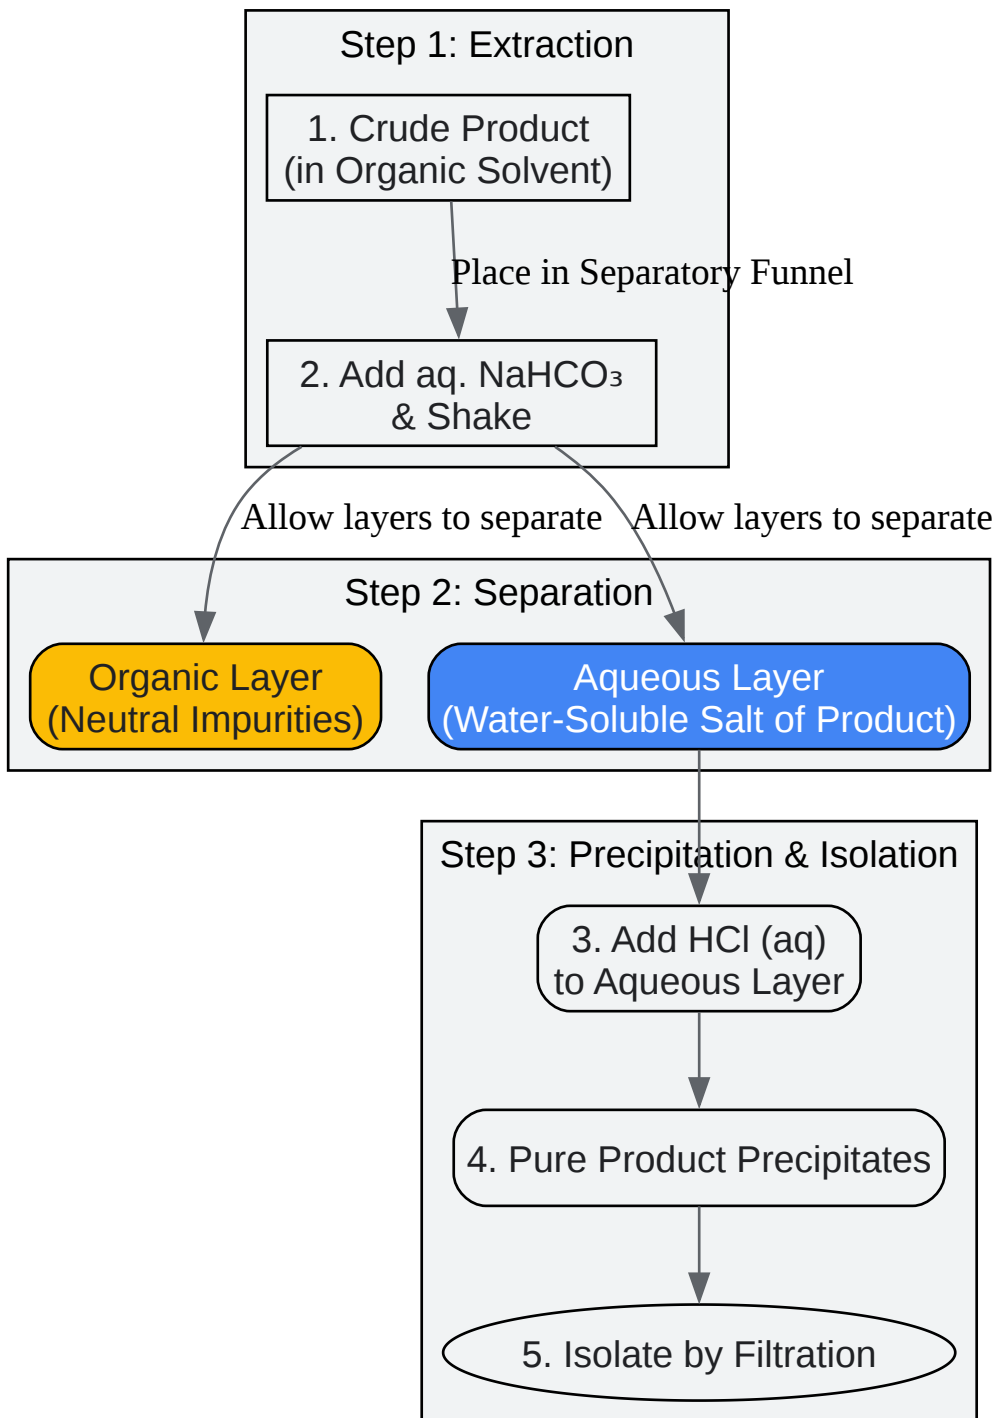 Step 1: Extraction
1. Crude Product
(in Organic Solvent)
Place in Separatory Funnel
2. Add aq. NaHCO₃
& Shake
Allow layers to separate
Allow layers to separate
Step 2: Separation
Organic Layer
(Neutral Impurities)
Aqueous Layer
(Water-Soluble Salt of Product)
Step 3: Precipitation & Isolation
3. Add HCl (aq)
to Aqueous Layer
4. Pure Product Precipitates
5. Isolate by Filtration